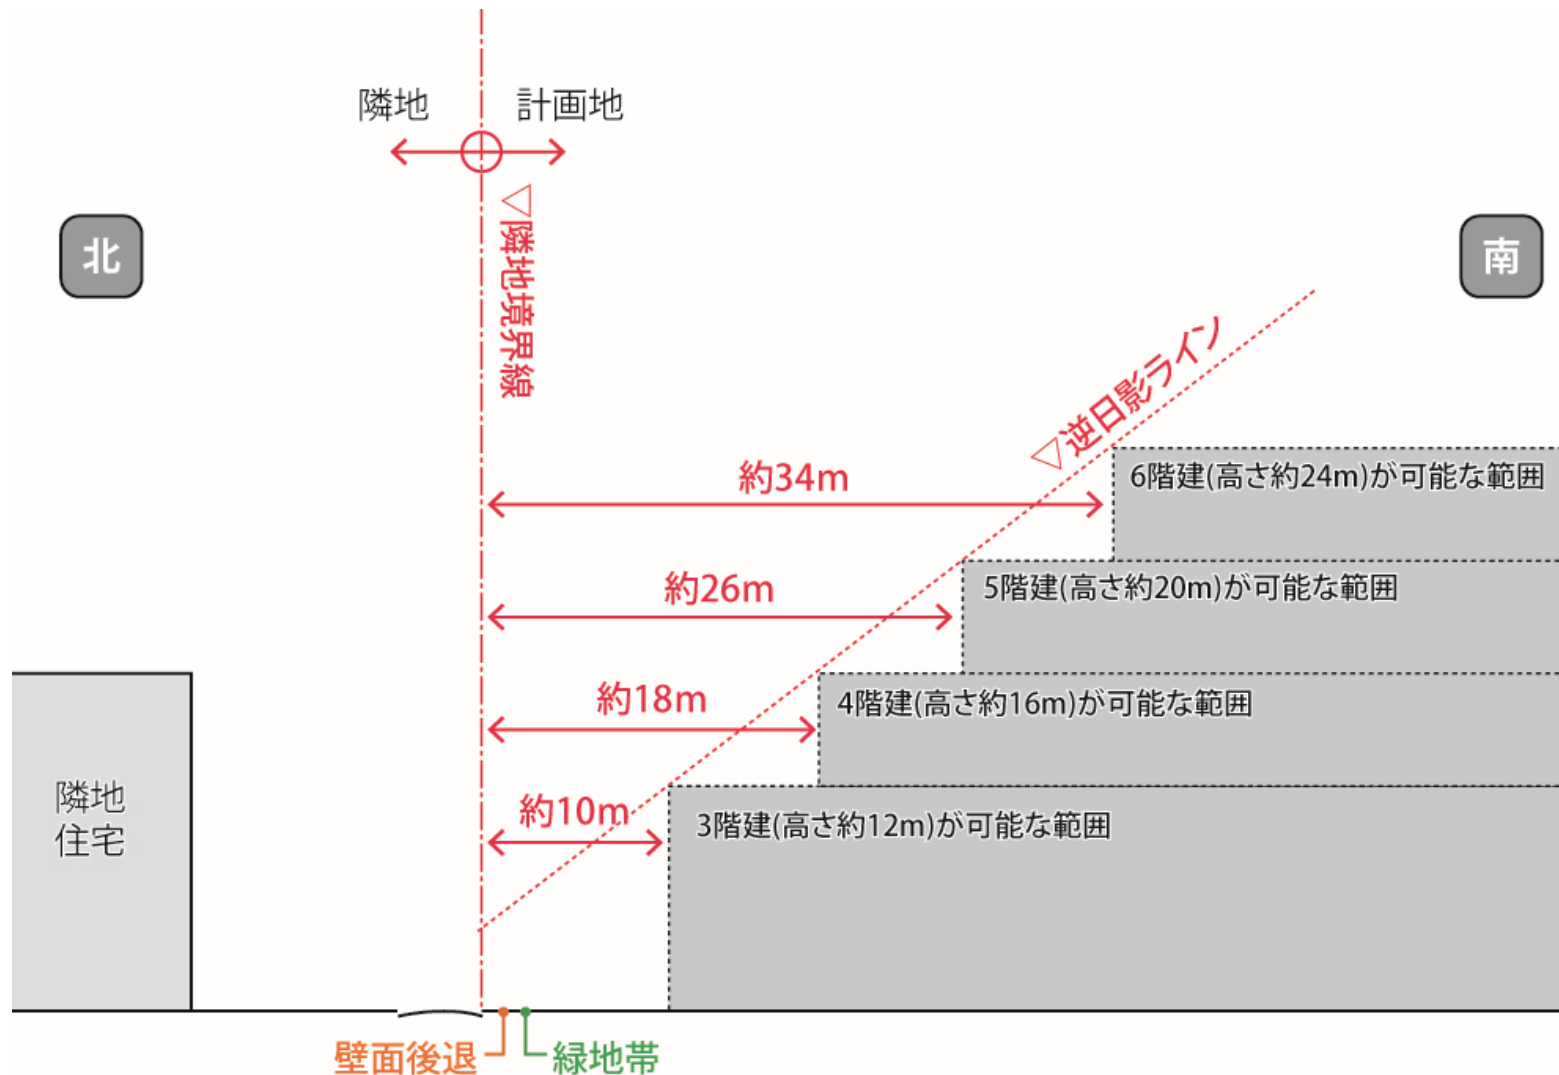 隣地
計画地
北
南
◁隣地境界線
◁逆日影ライン
約34m
6階建(高さ約24m)が可能な範囲
約26m
5階建(高さ約20m)が可能な範囲
約18m
4階建(高さ約16m)が可能な範囲
約10m
3階建(高さ約12m)が可能な範囲
隣地
住宅
壁面後退
緑地帯